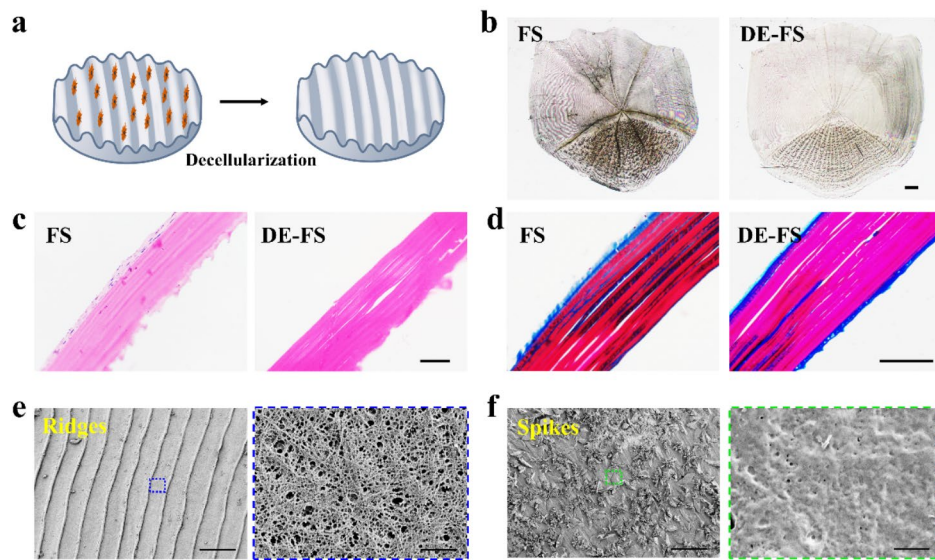 a
Decellularization
b
FS
DE-FS
c
FS
DE-FS
d
FS
DE-FS
e
Ridges
f
Spikes